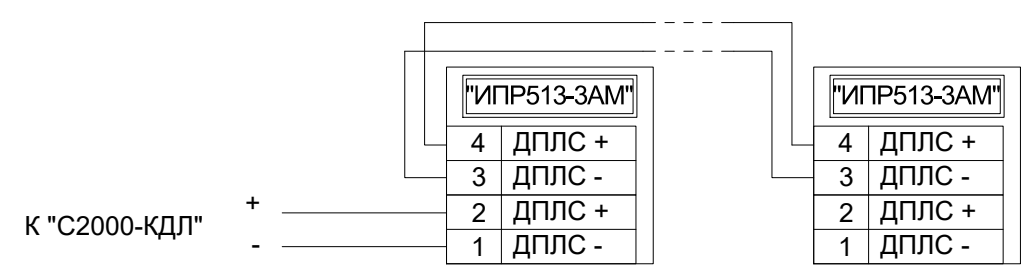 "ИПР513-3АМ"
4 ДПЛС +
3 ДПЛС -
2 ДПЛС +
1 ДПЛС -
"ИПР513-3АМ"
4 ДПЛС +
3 ДПЛС -
2 ДПЛС +
1 ДПЛС -
К "С2000-КДЛ"
+
-